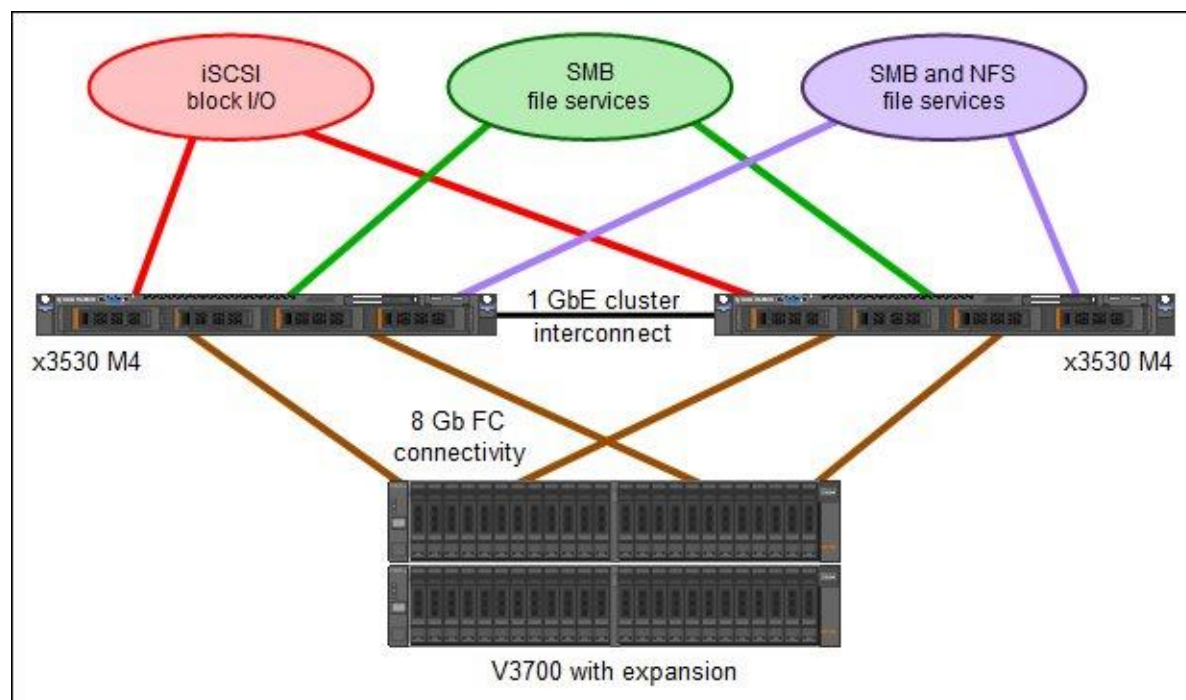 iSCSI
block I/O
SMB
file services
SMB and NFS
file services
1 GbE cluster
interconnect
x3530 M4
x3530 M4
8 Gb FC
connectivity
V3700 with expansion